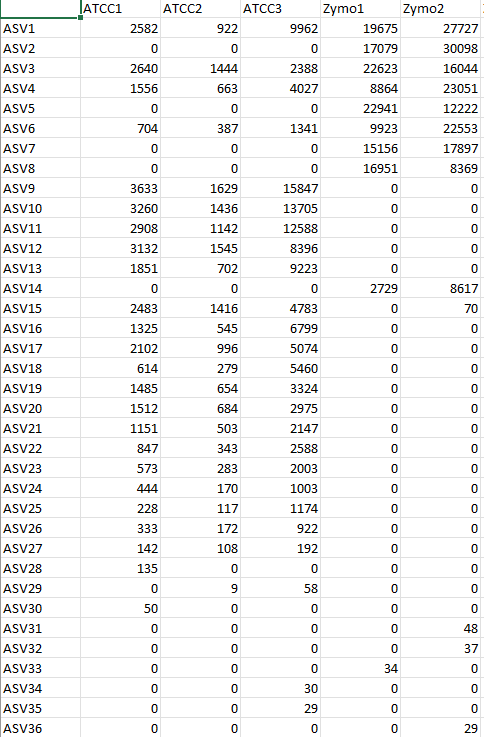 ATCC1 ATCC2 ATCC3 Zymo1 Zymo2
ASV1 2582 922 9962 19675 27727
ASV2 0 0 0 17079 30098
ASV3 2640 1444 2388 22623 16044
ASV4 1556 663 4027 8864 23051
ASV5 0 0 0 22941 12222
ASV6 704 387 1341 9923 22553
ASV7 0 0 0 15156 17897
ASV8 0 0 0 16951 8369
ASV9 3633 1629 15847 0 0
ASV10 3260 1436 13705 0 0
ASV11 2908 1142 12588 0 0
ASV12 3132 1545 8396 0 0
ASV13 1851 702 9223 0 0
ASV14 0 0 0 2729 8617
ASV15 2483 1416 4783 0 70
ASV16 1325 545 6799 0 0
ASV17 2102 996 5074 0 0
ASV18 614 279 5460 0 0
ASV19 1485 654 3324 0 0
ASV20 1512 684 2975 0 0
ASV21 1151 503 2147 0 0
ASV22 847 343 2588 0 0
ASV23 573 283 2003 0 0
ASV24 444 170 1003 0 0
ASV25 228 117 1174 0 0
ASV26 333 172 922 0 0
ASV27 142 108 192 0 0
ASV28 135 0 0 0 0
ASV29 0 9 58 0 0
ASV30 50 0 0 0 0
ASV31 0 0 0 0 48
ASV32 0 0 0 0 37
ASV33 0 0 0 34 0
ASV34 0 0 30 0 0
ASV35 0 0 29 0 0
ASV36 0 0 0 0 29